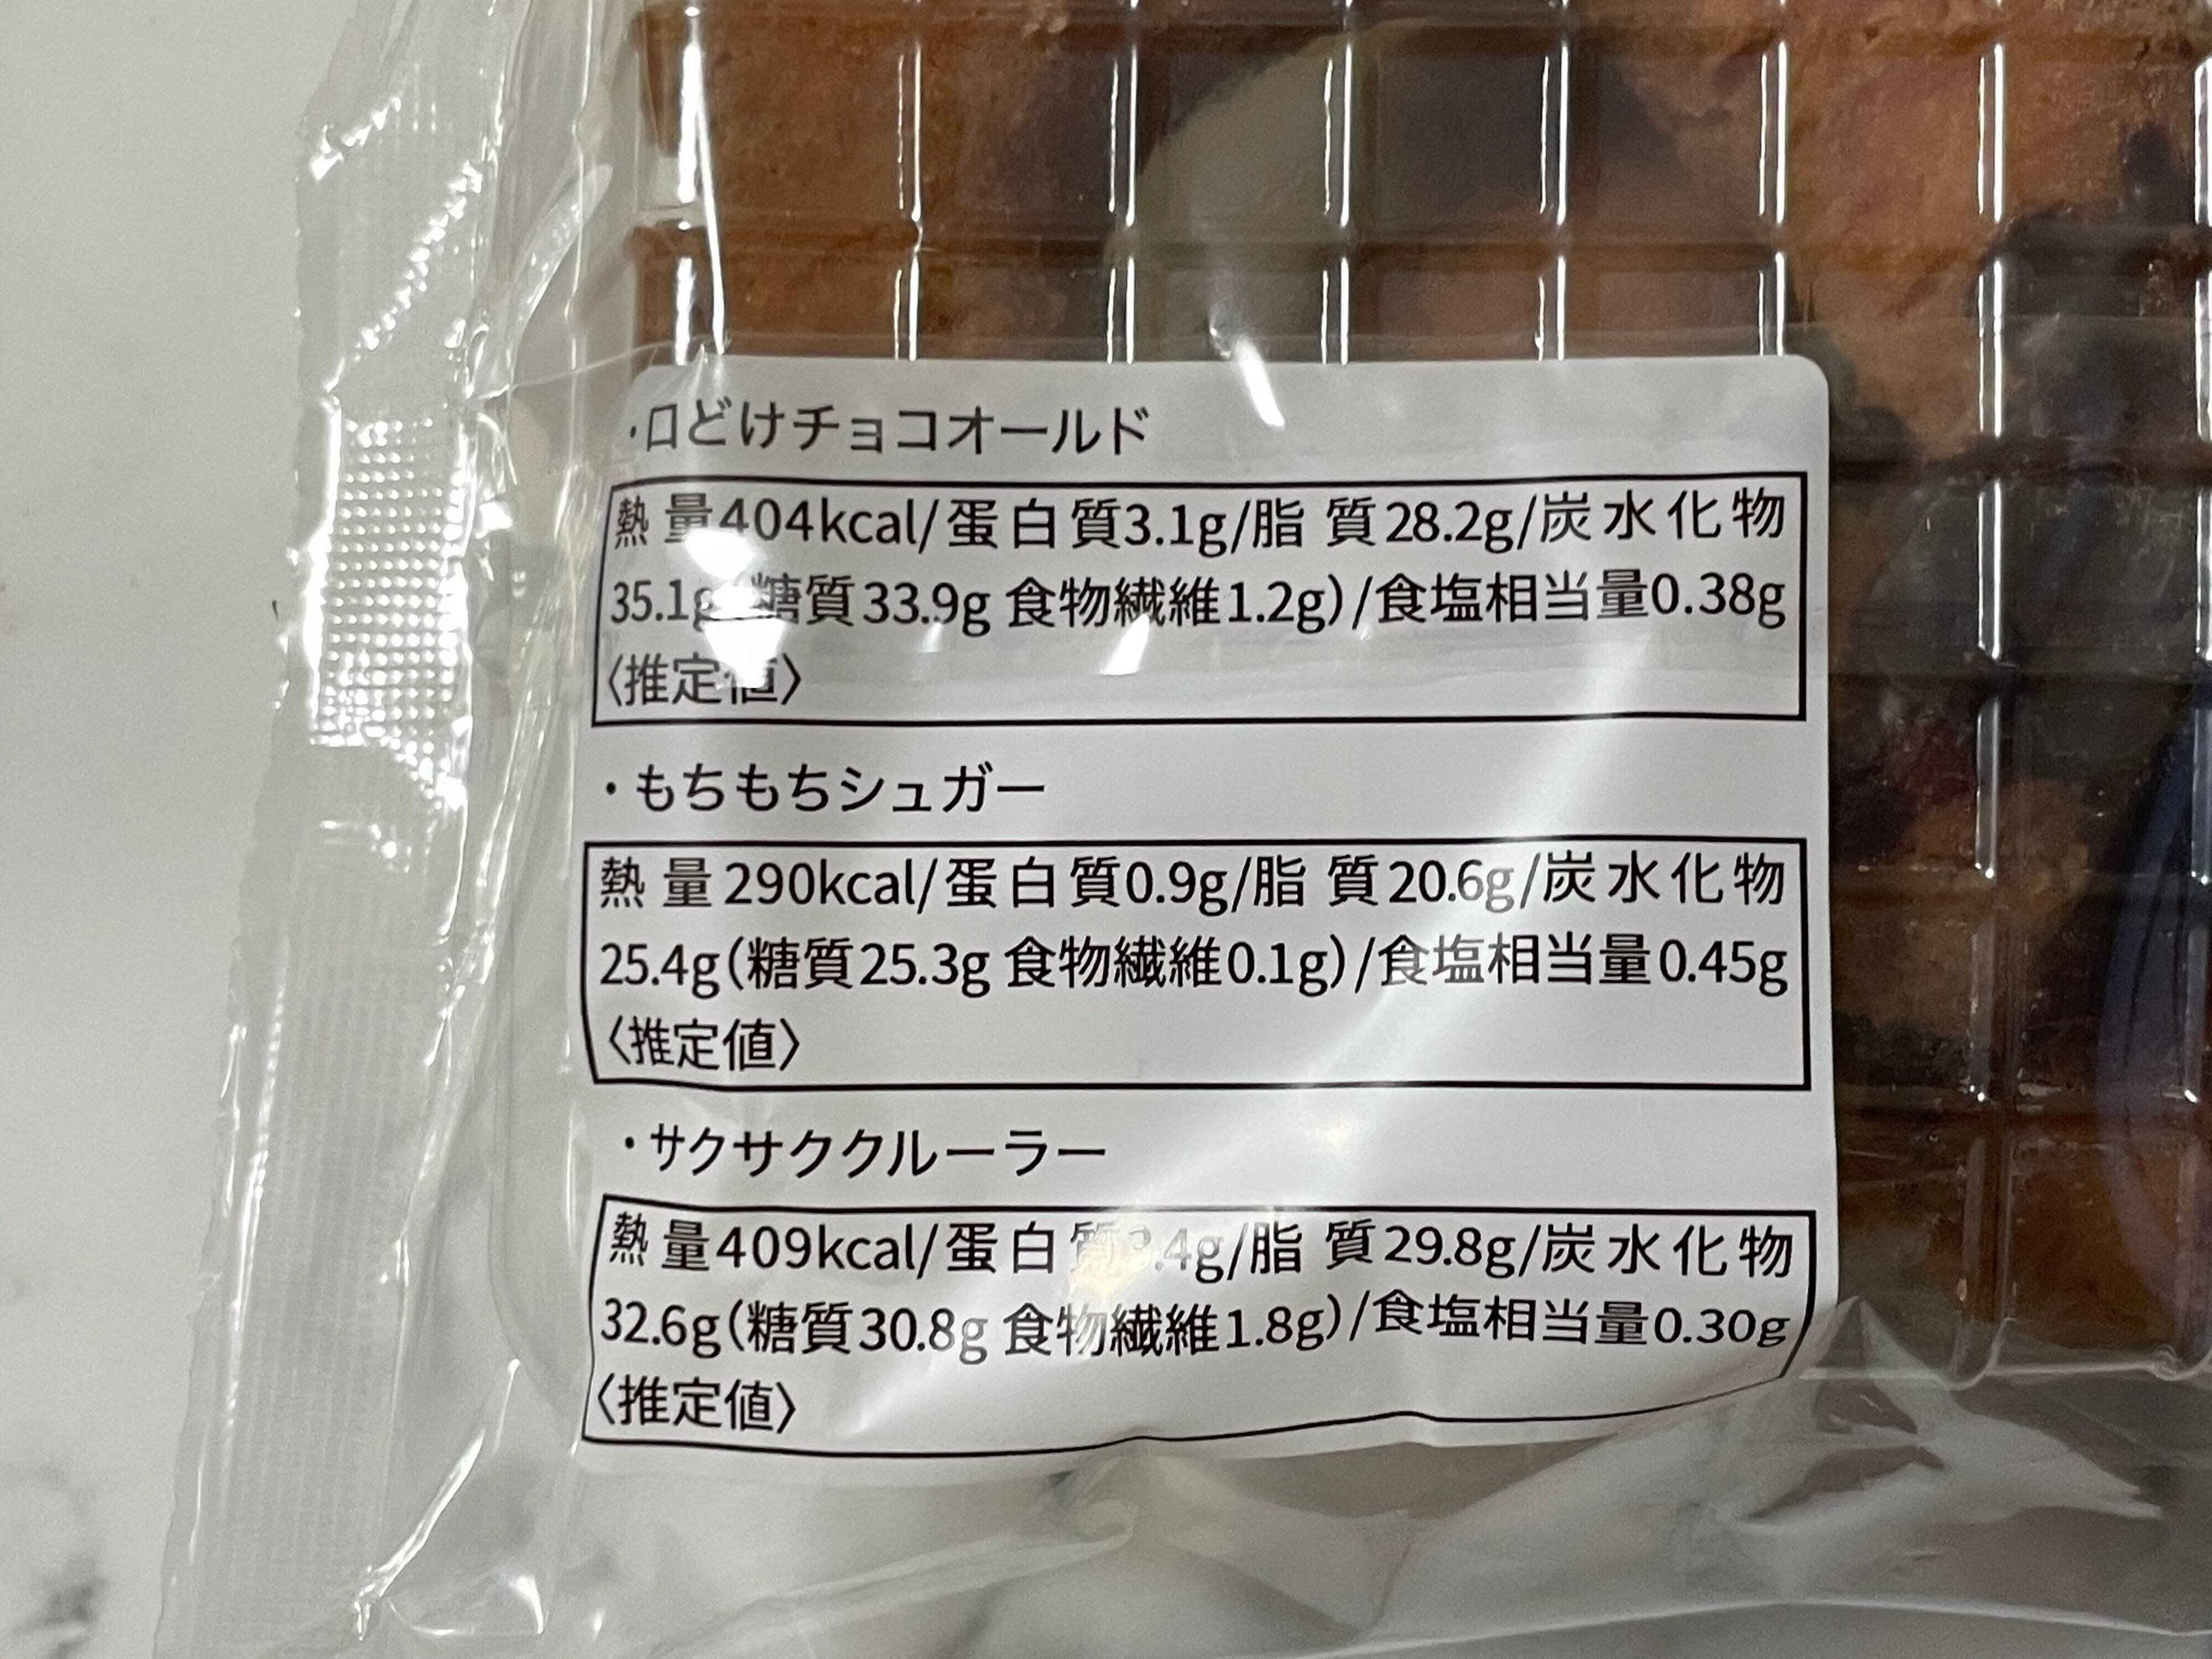 ・口どけチョコオールド
熱量404kcal/蛋白質3.1g/脂質28.2g/炭水化物
35.1g(糖質33.9g 食物繊維1.2g)/食塩相当量0.38g
〈推定値〉
・もちもちシュガー
熱量290kcal/蛋白質0.9g/脂質20.6g/炭水化物
25.4g(糖質25.3g 食物繊維0.1g)/食塩相当量0.45g
〈推定値〉
・サクサククルーラー
熱量409kcal/蛋白質3.4g/脂質29.8g/炭水化物
32.6g(糖質30.8g 食物繊維1.8g)/食塩相当量0.30g
〈推定値〉